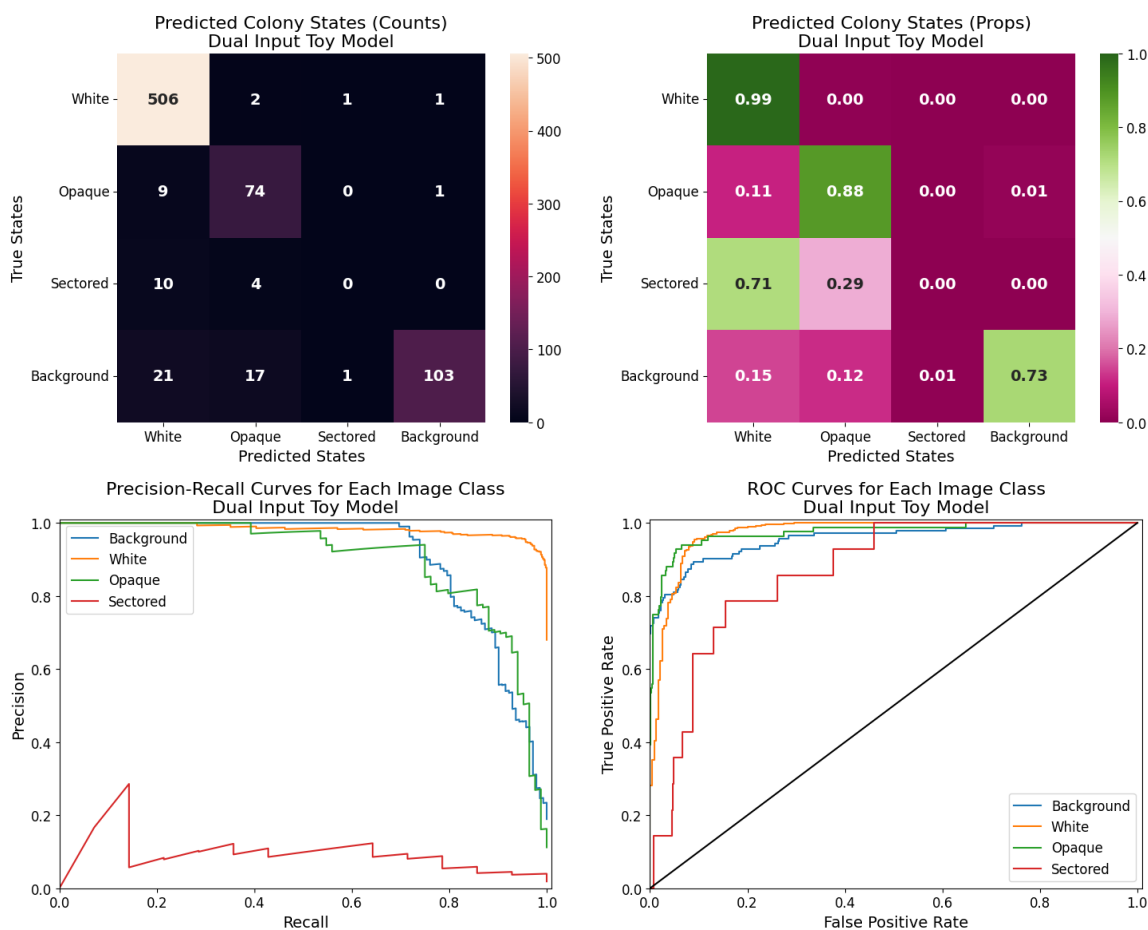 Predicted Colony States (Counts)
Dual Input Toy Model
True States
White
Opaque
Sectored
Background
506 2 1 1
9 74 0 1
10 4 0 0
21 17 1 103
White Opaque Sectored Background
Predicted States
500
400
300
200
100
0
Predicted Colony States (Props)
Dual Input Toy Model
True States
White
Opaque
Sectored
Background
0.99 0.00 0.00 0.00
0.11 0.88 0.00 0.01
0.71 0.29 0.00 0.00
0.15 0.12 0.01 0.73
White Opaque Sectored Background
Predicted States
1.0
0.8
0.6
0.4
0.2
0.0
Precision-Recall Curves for Each Image Class
Dual Input Toy Model
Precision
1.0
0.8
0.6
0.4
0.2
0.0
Background
White
Opaque
Sectored
0.0 0.2 0.4 0.6 0.8 1.0
Recall
ROC Curves for Each Image Class
Dual Input Toy Model
True Positive Rate
1.0
0.8
0.6
0.4
0.2
0.0
Background
White
Opaque
Sectored
0.0 0.2 0.4 0.6 0.8 1.0
False Positive Rate